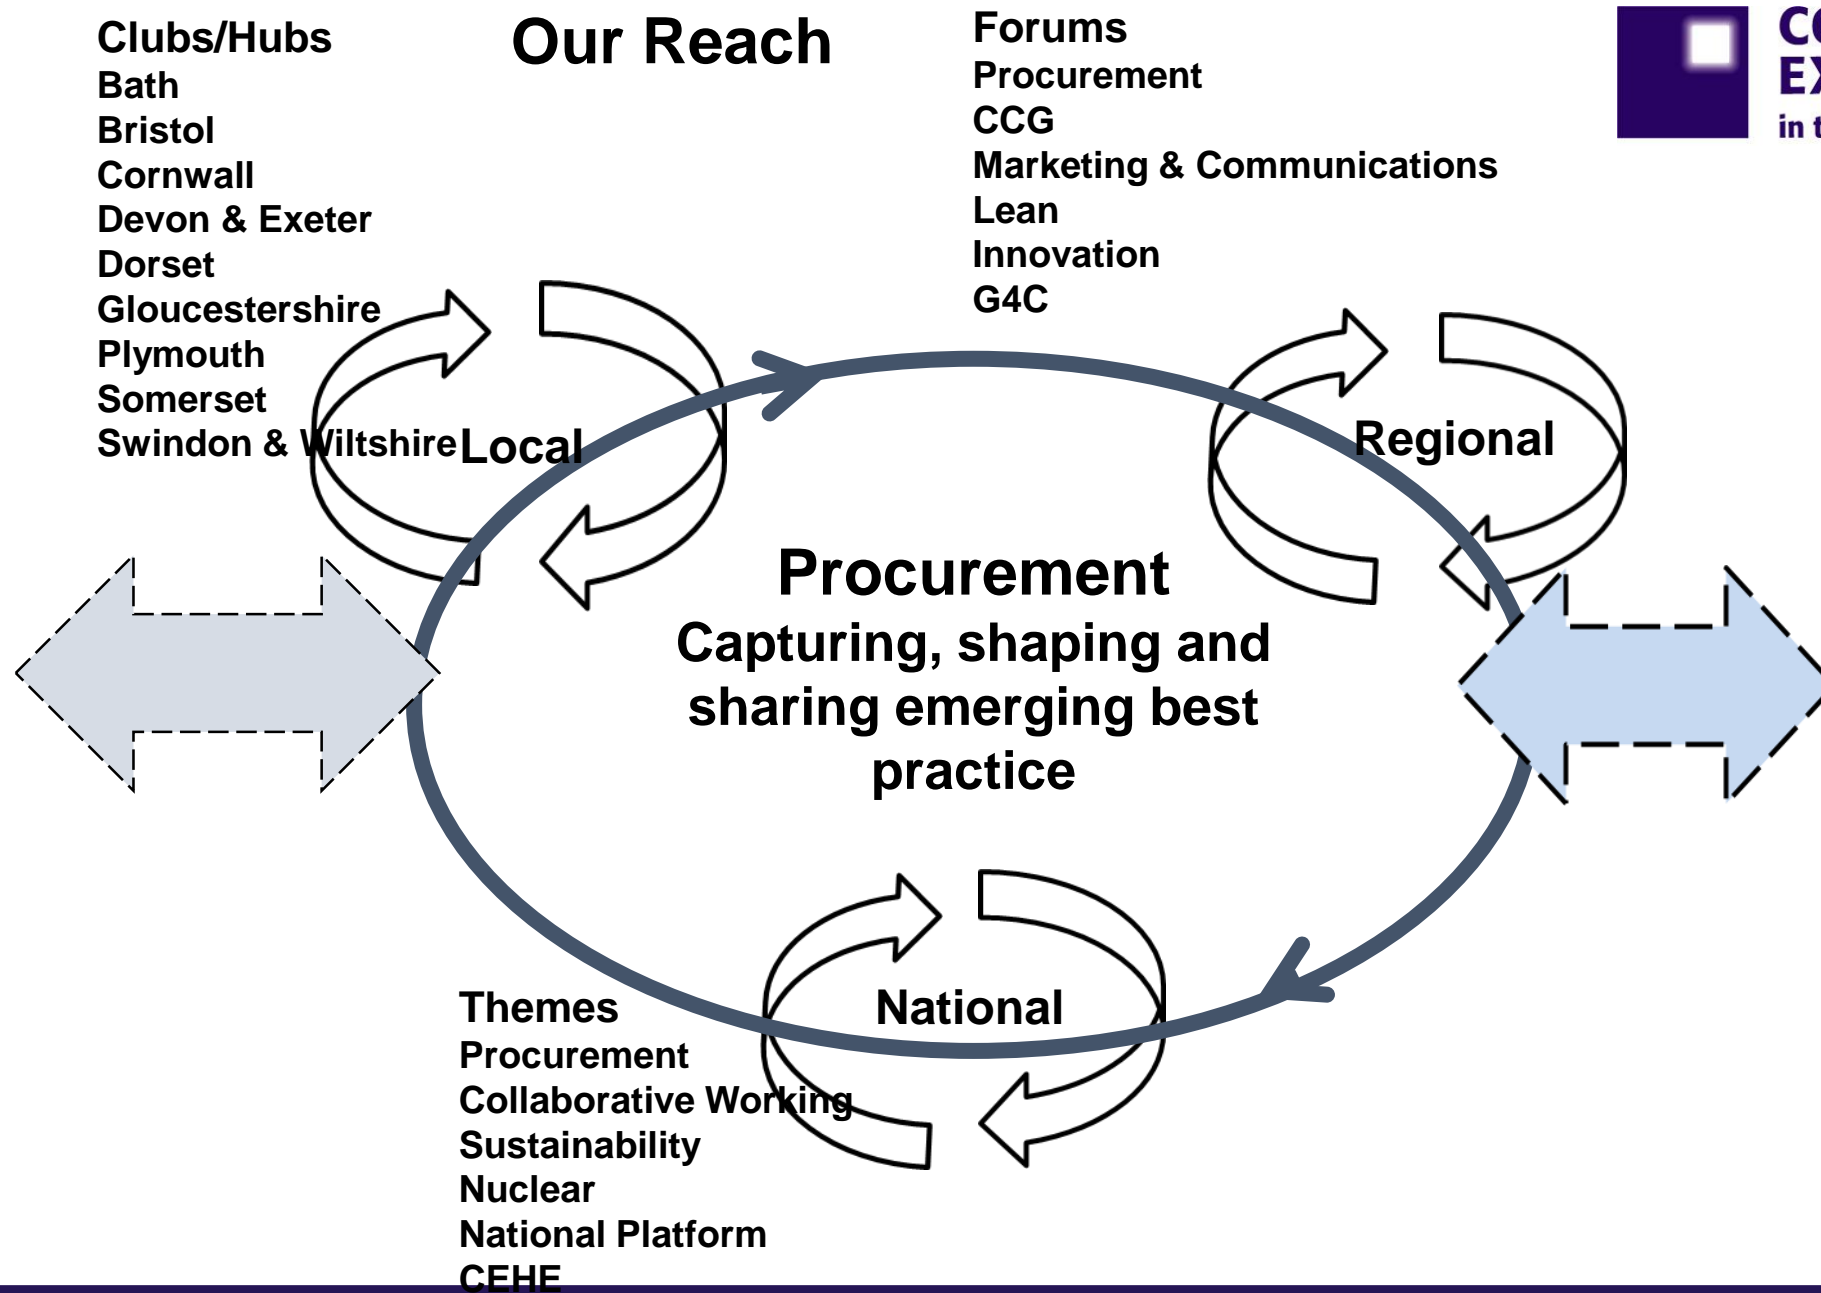 Our Reach
Clubs/Hubs
Bath
Bristol
Cornwall
Devon & Exeter
Dorset
Gloucestershire
Plymouth
Somerset
Swindon & Wiltshire
Forums
Procurement
CCG
Marketing & Communications
Lean
Innovation
G4C
in
Local
Regional
Procurement
Capturing, shaping and
sharing emerging best
practice
National
Themes
Procurement
Collaborative Working
Sustainability
Nuclear
National Platform
CEHE